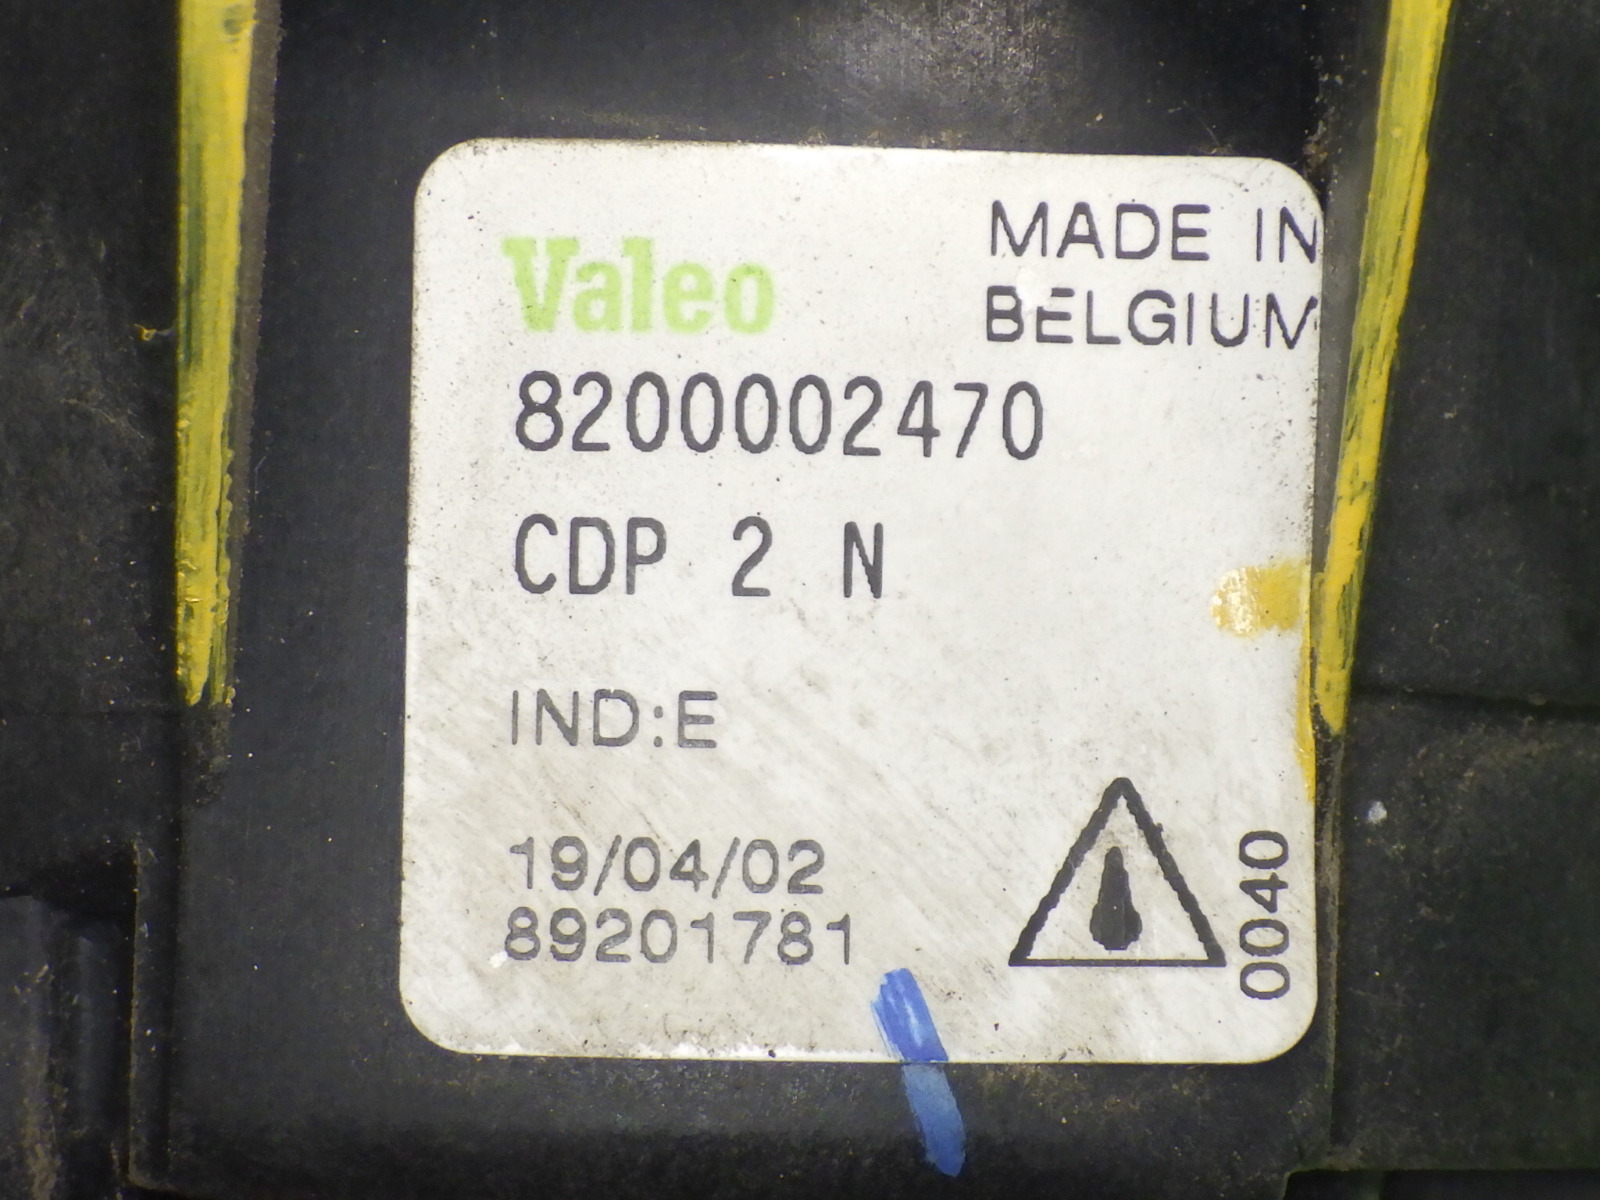 Valeo
MADE IN
BELGIUM
8200002470
CDP 2 N
IND:E
19/04/02
89201781
0040